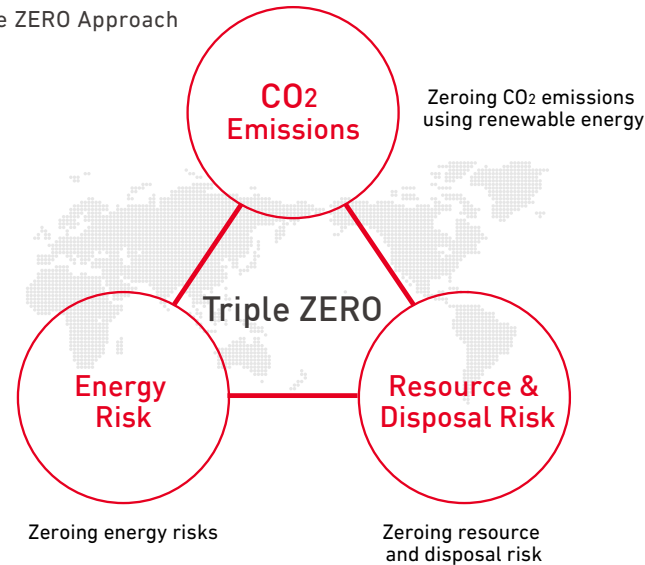 e ZERO Approach
CO2
Emissions
Zeroing CO2 emissions
using renewable energy
Triple ZERO
Energy
Risk
Resource &
Disposal Risk
Zeroing energy risks
Zeroing resource
and disposal risk